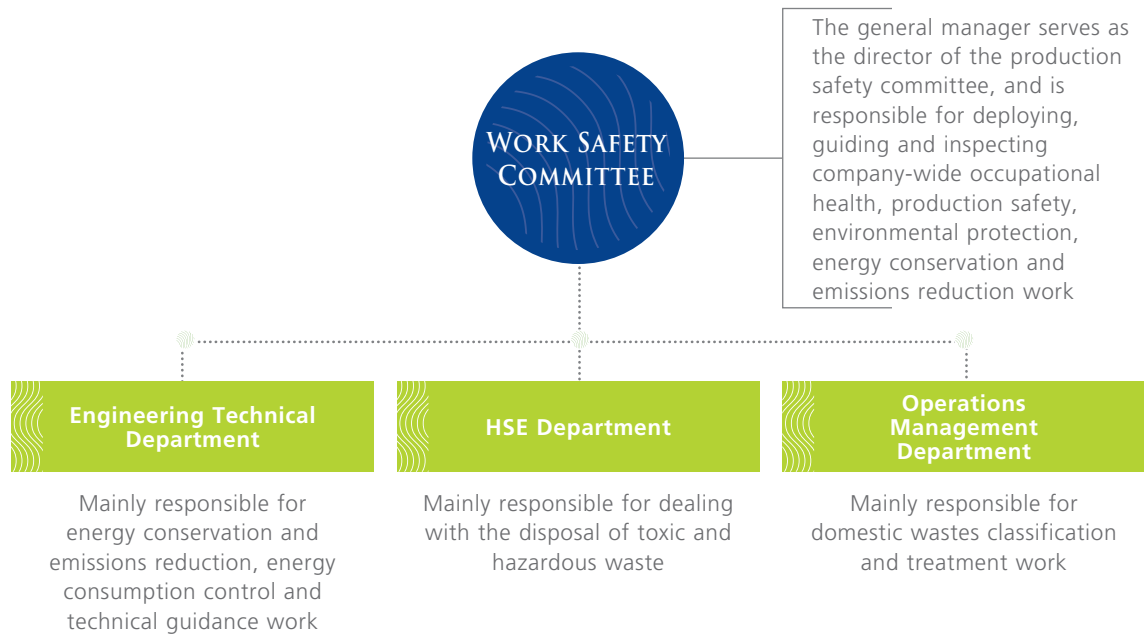 WORK SAFETY
COMMITTEE
The general manager serves as
the director of the production
safety committee, and is
responsible for deploying,
guiding and inspecting
company-wide occupational
health, production safety,
environmental protection,
energy conservation and
emissions reduction work
Engineering Technical
Department
Mainly responsible for
energy conservation and
emissions reduction, energy
consumption control and
technical guidance work
HSE Department
Mainly responsible for dealing
with the disposal of toxic and
hazardous waste
Operations
Management
Department
Mainly responsible for
domestic wastes classification
and treatment work